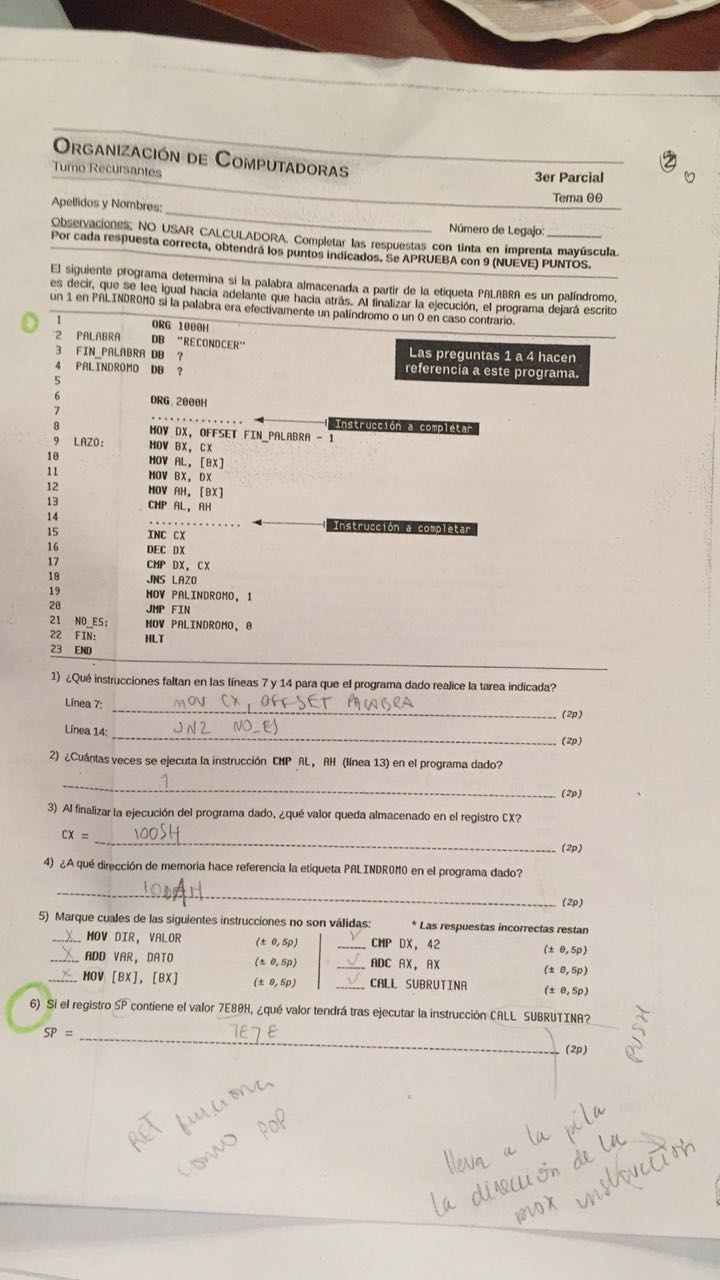 ORGANIZACIÓN DE COMPUTADORAS
Turno Recursantes
3er Parcial
Tema 00
2
Apellidos y Nombres:
Número de Legajo:
Observaciones: NO USAR CALCULADORA. Completar las respuestas con tinta en imprenta mayúscula.
Por cada respuesta correcta, obtendrá los puntos indicados. Se APRUEBA con 9 (NUEVE) PUNTOS.
El siguiente programa determina si la palabra almacenada a partir de la etiqueta PALABRA es un palíndromo,
es decir, que se lee igual hacia adelante que hacia atrás. Al finalizar la ejecución, el programa dejará escrito
un 1 en PALINDROMO si la palabra era efectivamente un palíndromo o un 0 en caso contrario.
1 ORG 1000H
2 PALABRA DB "RECONOCER"
3 FIN_PALABRA DB ?
4 PALINDROMO DB ?
Las preguntas 1 a 4 hacen
referencia a este programa.
5
6 ORG 2000H
7 ............... Instrucción a completar
8 MOV DX, OFFSET FIN_PALABRA - 1
9 LAZO: MOV BX, CX
10 MOV AL, [BX]
11 MOV BX, DX
12 MOV AH, [BX]
13 CMP AL, AH
14 ............... Instrucción a completar
15 INC CX
16 DEC DX
17 CMP DX, CX
18 JNS LAZO
19 MOV PALINDROMO, 1
20 JMP FIN
21 NO_ES: MOV PALINDROMO, 0
22 FIN: HLT
23 END
1) ¿Qué instrucciones faltan en las líneas 7 y 14 para que el programa dado realice la tarea indicada?
Línea 7: MOV CX, OFFSET PALABRA (2p)
Línea 14: JNZ NO_ES (2p)
2) ¿Cuántas veces se ejecuta la instrucción CMP AL, AH (línea 13) en el programa dado?
(2p)
3) Al finalizar la ejecución del programa dado, ¿qué valor queda almacenado en el registro CX?
CX = 1005H (2p)
4) ¿A qué dirección de memoria hace referencia la etiqueta PALINDROMO en el programa dado?
100AH (2p)
5) Marque cuales de las siguientes instrucciones no son válidas: * Las respuestas incorrectas restan
X MOV DIR, VALOR (± 0,5p) ✓ CMP DX, 42 (± 0,5p)
X ADD VAR, DATO (± 0,5p) ✓ ADC AX, AX (± 0,5p)
X MOV [BX], [BX] (± 0,5p) ✓ CALL SUBRUTINA (± 0,5p)
6) Si el registro SP contiene el valor 7E80H, ¿qué valor tendrá tras ejecutar la instrucción CALL SUBRUTINA?
SP = 7E7E (2p)
PUSH
RET funciona
como POP
lleva a la pila
la dirección de la
prox instrucción